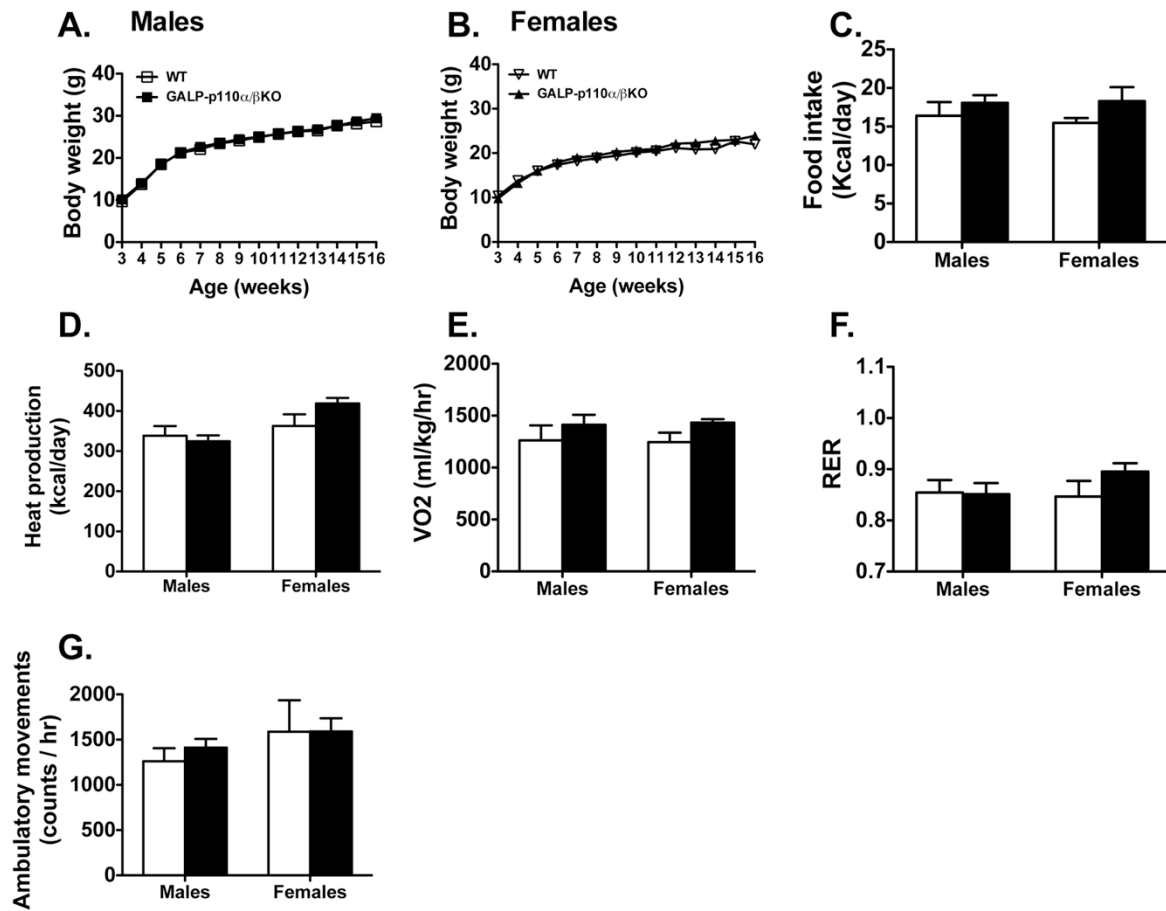 A. Males
40
30
20
10
0
Body weight (g)
WT
GALP-p110α/βKO
3 4 5 6 7 8 9 10 11 12 13 14 15 16
Age (weeks)
B. Females
40
30
20
10
0
Body weight (g)
WT
GALP-p110α/βKO
3 4 5 6 7 8 9 10 11 12 13 14 15 16
Age (weeks)
C.
25
20
15
10
5
0
Food intake
(Kcal/day)
Males Females
D.
500
400
300
200
100
0
Heat production
(kcal/day)
Males Females
E.
2000
1500
1000
500
0
VO2 (ml/kg/hr)
Males Females
F.
1.1
1.0
0.9
0.8
0.7
RER
Males Females
G.
2000
1500
1000
500
0
Ambulatory movements
(counts / hr)
Males Females